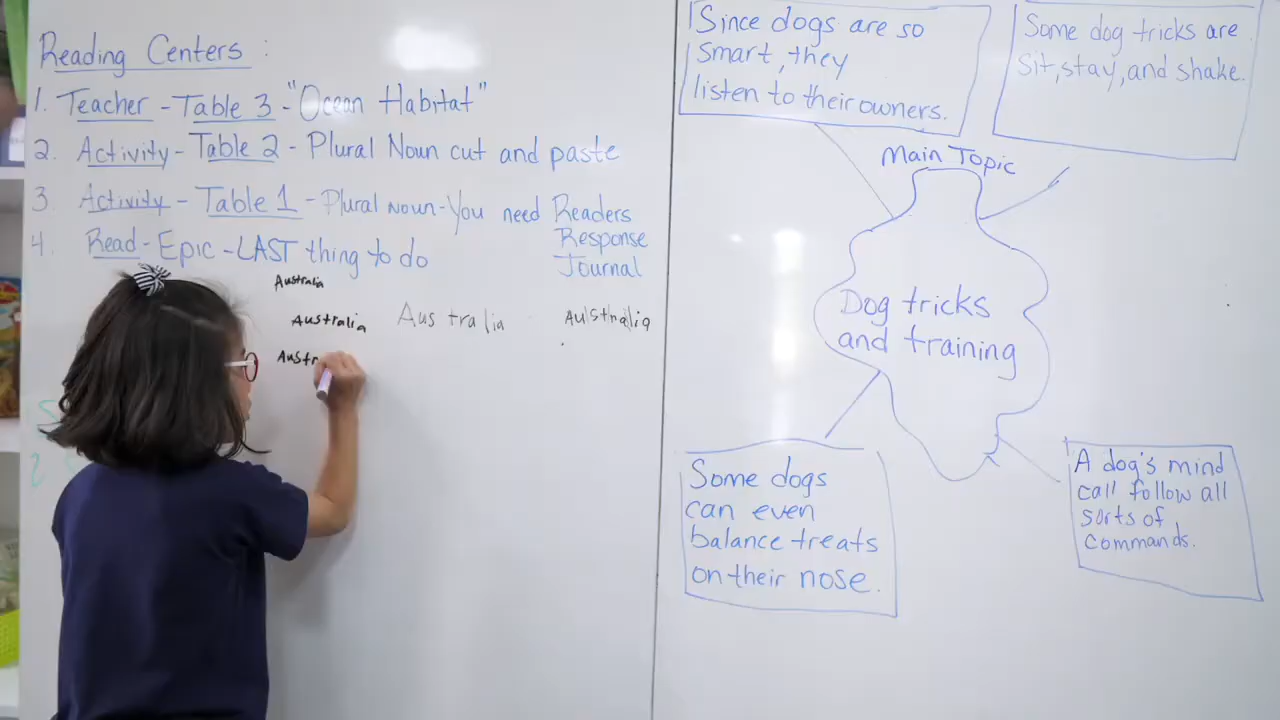 Reading Centers :
1. Teacher - Table 3 - "Ocean Habitat"
2. Activity - Table 2 - Plural Noun cut and paste
3. Activity - Table 1 - Plural noun - You need Readers
Response
Journal
4. Read - Epic - LAST thing to do
Australia
Australia
Australia
Australia
Austr
Since dogs are so
smart, they
listen to their owners.
Some dog tricks are
sit, stay, and shake.
Main Topic
Dog tricks
and training
Some dogs
can even
balance treats
on their nose.
A dog's mind
call follow all
sorts of
commands.